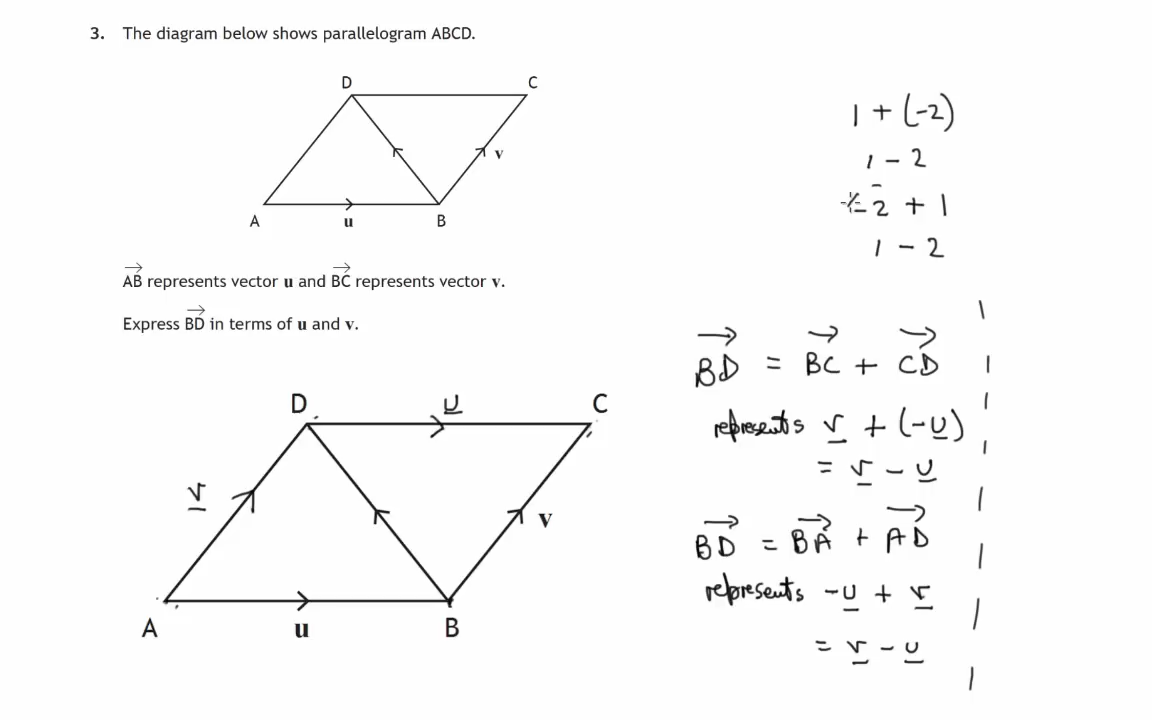 3. The diagram below shows parallelogram ABCD.
D
C
v
A
u
B
AB represents vector u and BC represents vector v.
Express BD in terms of u and v.
D
u
C
v
v
A
u
B
1 + (-2)
1 - 2
-2 + 1
1 - 2
BD = BC + CD
represents v + (-u)
= v - u
BD = BA + AD
represents -u + v
= v - u